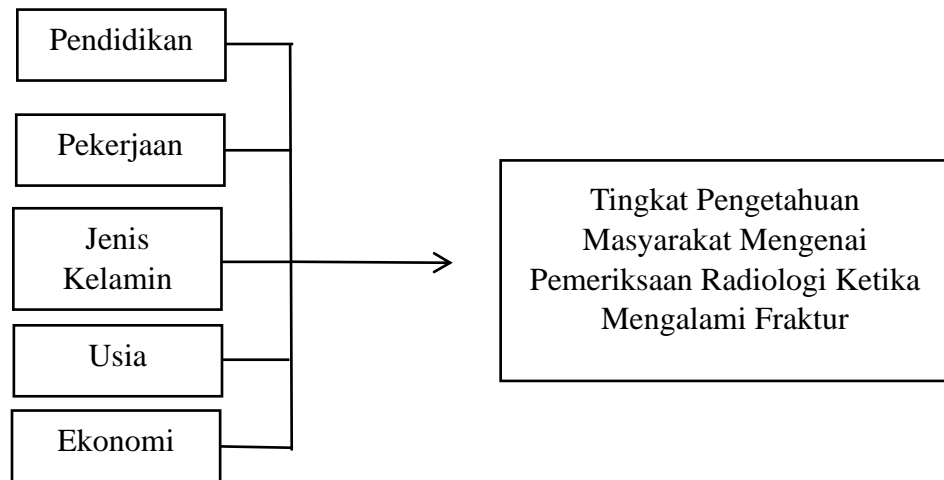 Pendidikan
Pekerjaan
Jenis
Kelamin
Usia
Ekonomi
Tingkat Pengetahuan
Masyarakat Mengenai
Pemeriksaan Radiologi Ketika
Mengalami Fraktur